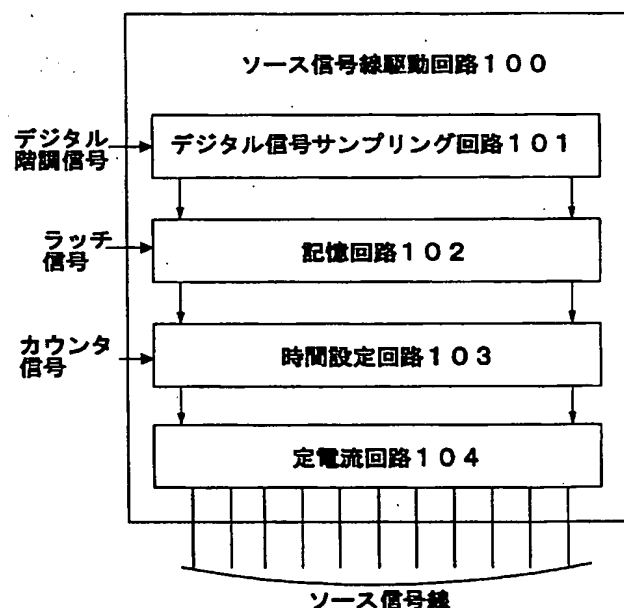 ソース信号線駆動回路100
デジタル
階調信号
デジタル信号サンプリング回路101
ラッチ
信号
記憶回路102
カウンタ
信号
時間設定回路103
定電流回路104
ソース信号線